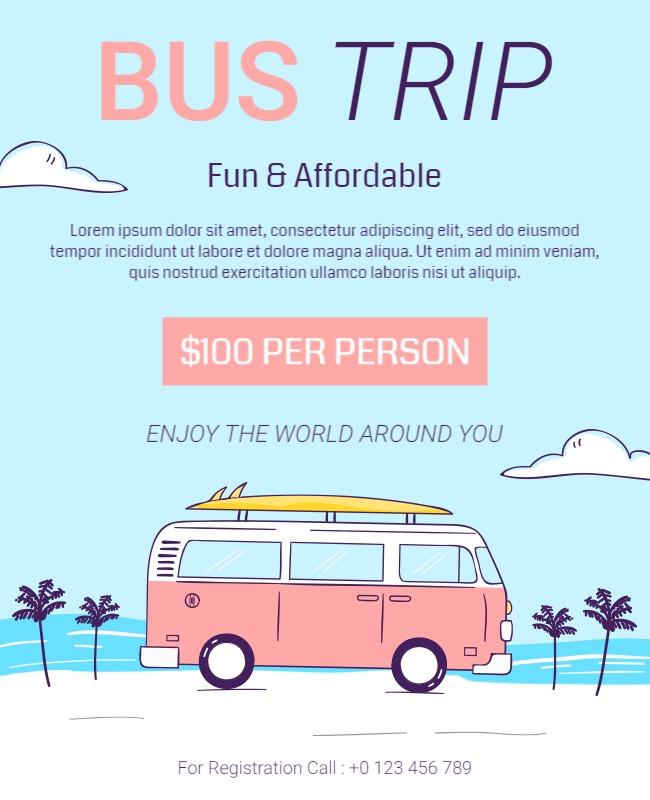 BUS TRIP
Fun & Affordable
Lorem ipsum dolor sit amet, consectetur adipiscing elit, sed do eiusmod
tempor incididunt ut labore et dolore magna aliqua. Ut enim ad minim veniam,
quis nostrud exercitation ullamco laboris nisi ut aliquip.
$100 PER PERSON
ENJOY THE WORLD AROUND YOU
For Registration Call : +0 123 456 789